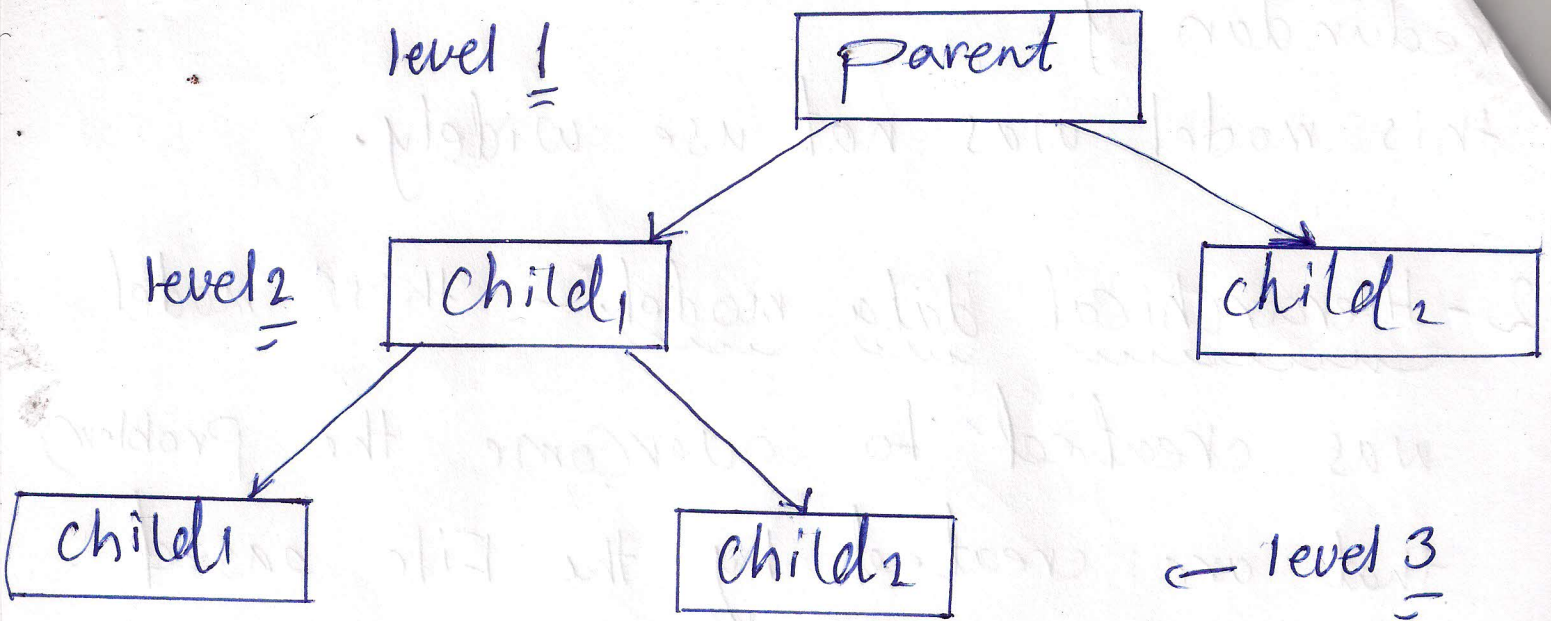 level 1 parent
level 2 child1 child2
child1 child2 ← level 3